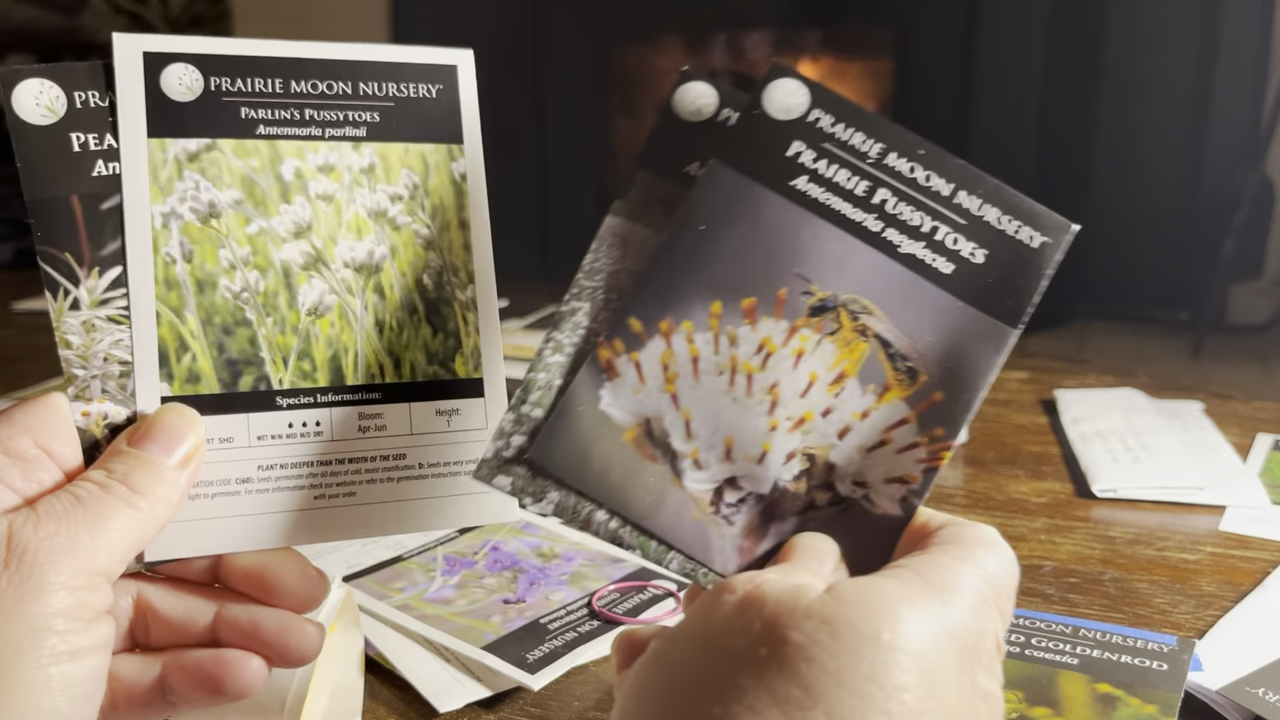 PRA
PEA
An
PRAIRIE MOON NURSERY®
PARLIN'S PUSSYTOES
Antennaria parlinii
Species Information:
RT SHD
WET W/M MED M/D DRY
Bloom:
Apr-Jun
Height:
1'
PLANT NO DEEPER THAN THE WIDTH OF THE SEED
ATION CODE: C(60): Seeds germinate after 60 days of cold, moist stratification. D: Seeds are very small
light to germinate. For more information check our website or refer to the germination instructions
with your order.
PRAIRIE MOON NURSERY®
PRAIRIE PUSSYTOES
Antennaria neglecta
PRAIRIE
ON NURSERY
MOON NURSERY®
ED GOLDENROD
o caesia